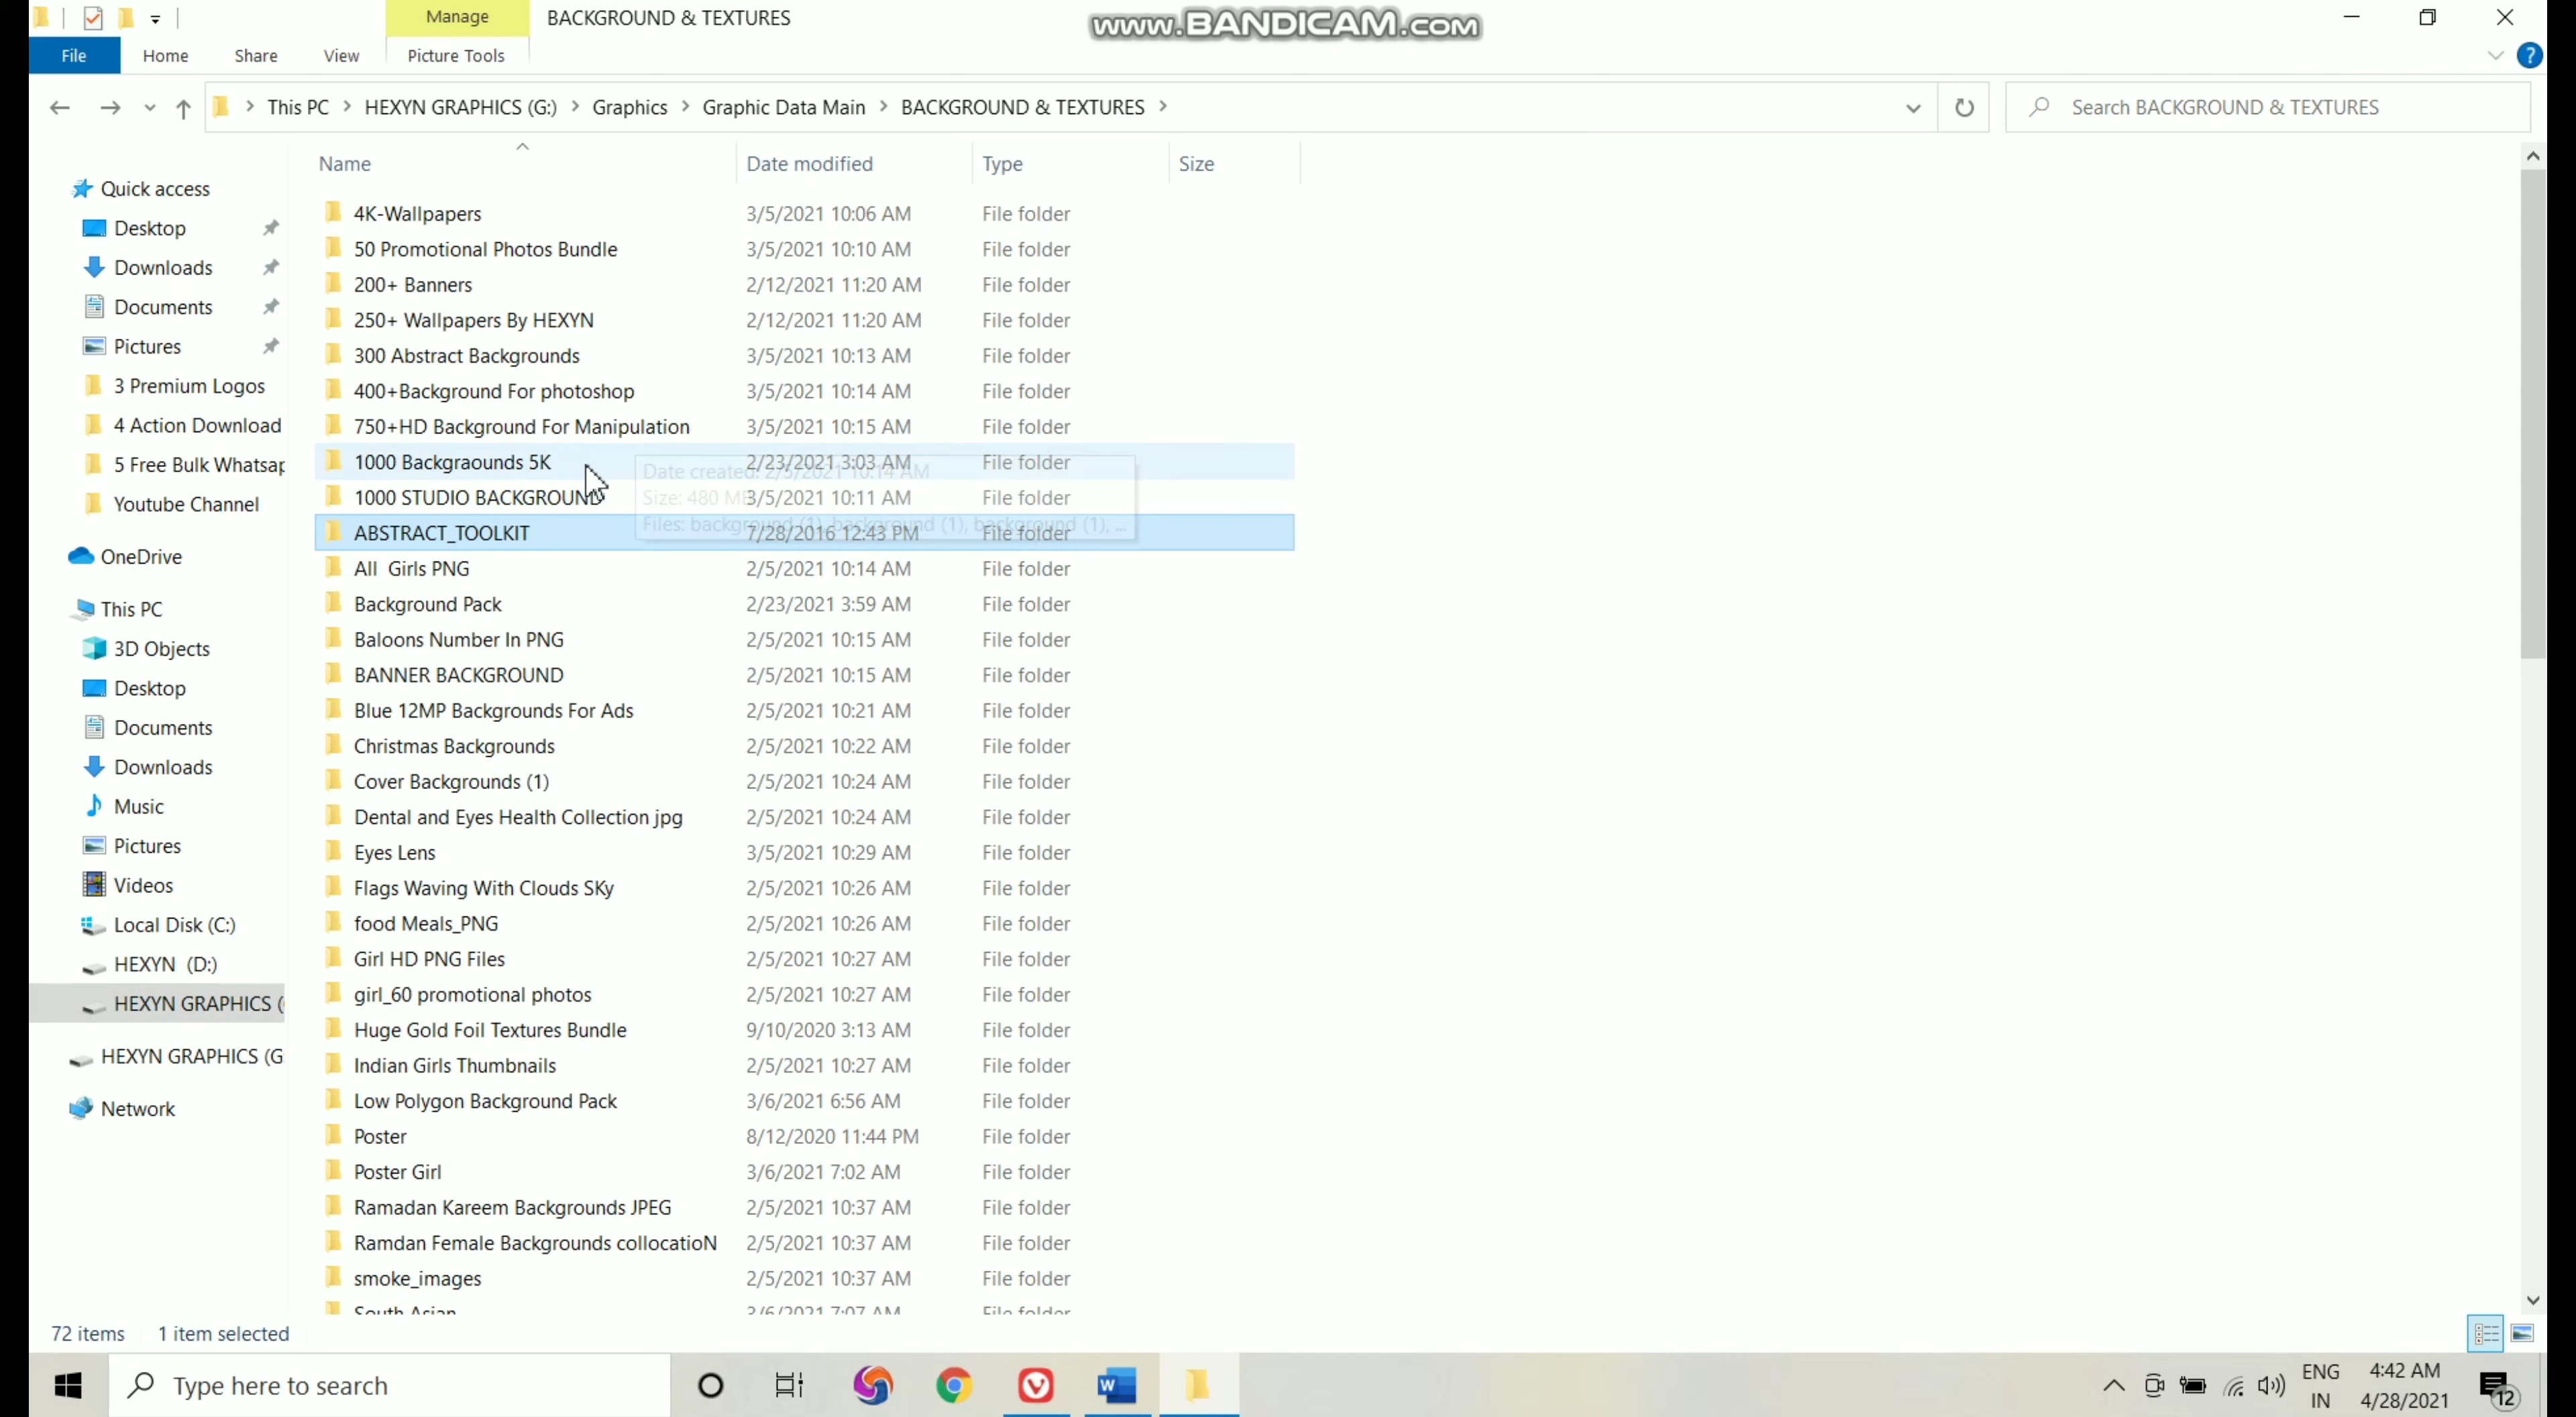 Manage
BACKGROUND & TEXTURES
www.BANDICAM.com
File
Home
Share
View
Picture Tools
This PC
HEXYN GRAPHICS (G:)
Graphics
Graphic Data Main
BACKGROUND & TEXTURES
Search BACKGROUND & TEXTURES
Name
Date modified
Type
Size
Quick access
Desktop
Downloads
Documents
Pictures
3 Premium Logos
4 Action Download
5 Free Bulk Whatsap
Youtube Channel
OneDrive
This PC
3D Objects
Desktop
Documents
Downloads
Music
Pictures
Videos
Local Disk (C:)
HEXYN (D:)
HEXYN GRAPHICS (
HEXYN GRAPHICS (G
Network
4K-Wallpapers 3/5/2021 10:06 AM File folder
50 Promotional Photos Bundle 3/5/2021 10:10 AM File folder
200+ Banners 2/12/2021 11:20 AM File folder
250+ Wallpapers By HEXYN 2/12/2021 11:20 AM File folder
300 Abstract Backgrounds 3/5/2021 10:13 AM File folder
400+Background For photoshop 3/5/2021 10:14 AM File folder
750+HD Background For Manipulation 3/5/2021 10:15 AM File folder
1000 Backgraounds 5K 2/23/2021 3:03 AM File folder
Date created: 2/5/2021 10:14 AM
1000 STUDIO BACKGROUND 3/5/2021 10:11 AM File folder
Size: 480 MB
ABSTRACT_TOOLKIT 7/28/2016 12:43 PM File folder
Files: background (1), background (1), background (1), ...
All Girls PNG 2/5/2021 10:14 AM File folder
Background Pack 2/23/2021 3:59 AM File folder
Baloons Number In PNG 2/5/2021 10:15 AM File folder
BANNER BACKGROUND 2/5/2021 10:15 AM File folder
Blue 12MP Backgrounds For Ads 2/5/2021 10:21 AM File folder
Christmas Backgrounds 2/5/2021 10:22 AM File folder
Cover Backgrounds (1) 2/5/2021 10:24 AM File folder
Dental and Eyes Health Collection jpg 2/5/2021 10:24 AM File folder
Eyes Lens 3/5/2021 10:29 AM File folder
Flags Waving With Clouds SKy 2/5/2021 10:26 AM File folder
food Meals_PNG 2/5/2021 10:26 AM File folder
Girl HD PNG Files 2/5/2021 10:27 AM File folder
girl_60 promotional photos 2/5/2021 10:27 AM File folder
Huge Gold Foil Textures Bundle 9/10/2020 3:13 AM File folder
Indian Girls Thumbnails 2/5/2021 10:27 AM File folder
Low Polygon Background Pack 3/6/2021 6:56 AM File folder
Poster 8/12/2020 11:44 PM File folder
Poster Girl 3/6/2021 7:02 AM File folder
Ramadan Kareem Backgrounds JPEG 2/5/2021 10:37 AM File folder
Ramdan Female Backgrounds collocatioN 2/5/2021 10:37 AM File folder
smoke_images 2/5/2021 10:37 AM File folder
South Asian 3/6/2021 7:07 AM File folder
72 items
1 item selected
Type here to search
ENG
IN
4:42 AM
4/28/2021
12